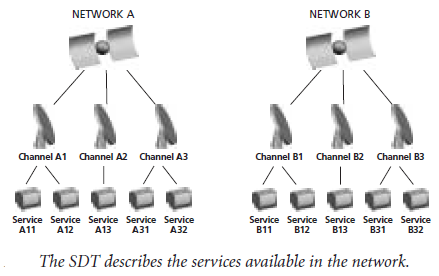 NETWORK A NETWORK B
Channel A1 Channel A2 Channel A3 Channel B1 Channel B2 Channel B3
Service Service Service Service Service Service Service Service Service Service
A11 A12 A13 A31 A32 B11 B12 B13 B31 B32
The SDT describes the services available in the network.